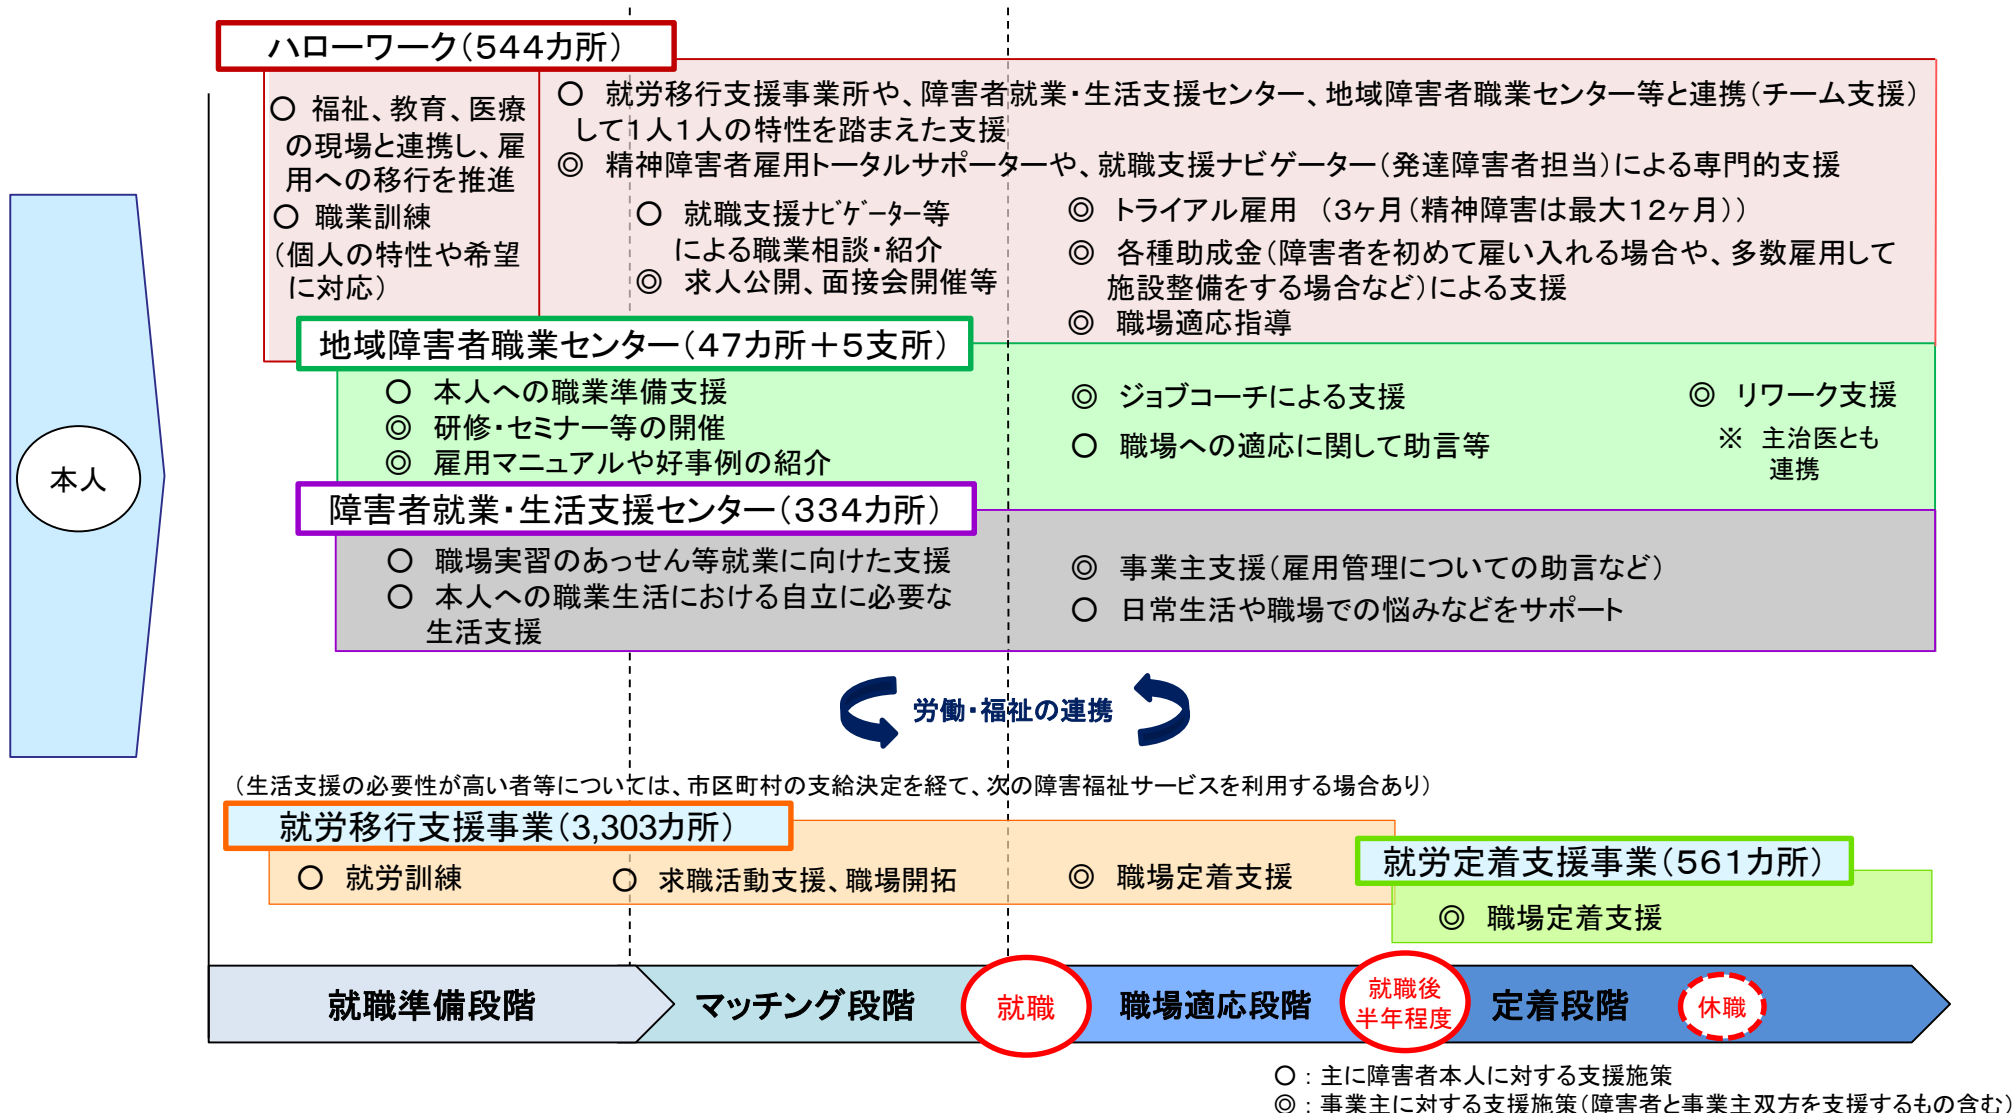 ハローワーク（５４４カ所）
○ 福祉、教育、医療
の現場と連携し、雇
用への移行を推進
○ 職業訓練
（個人の特性や希望
に対応）
○ 就労移行支援事業所や、障害者就業・生活支援センター、地域障害者職業センター等と連携（チーム支援）
して１人１人の特性を踏まえた支援
◎ 精神障害者雇用トータルサポーターや、就職支援ナビゲーター（発達障害者担当）による専門的支援
○ 就職支援ﾅﾋﾞｹﾞｰﾀｰ等
による職業相談・紹介
◎ 求人公開、面接会開催等
◎ トライアル雇用 （３ヶ月（精神障害は最大１２ヶ月））
◎ 各種助成金（障害者を初めて雇い入れる場合や、多数雇用して
施設整備をする場合など）による支援
◎ 職場適応指導
地域障害者職業センター（４７カ所＋５支所）
○ 本人への職業準備支援
◎ 研修・セミナー等の開催
◎ 雇用マニュアルや好事例の紹介
◎ ジョブコーチによる支援
○ 職場への適応に関して助言等
◎ リワーク支援
※ 主治医とも
連携
本人
障害者就業・生活支援センター（３３４カ所）
○ 職場実習のあっせん等就業に向けた支援
○ 本人への職業生活における自立に必要な
生活支援
◎ 事業主支援（雇用管理についての助言など）
○ 日常生活や職場での悩みなどをサポート
労働・福祉の連携
（生活支援の必要性が高い者等については、市区町村の支給決定を経て、次の障害福祉サービスを利用する場合あり）
就労移行支援事業（3,303カ所）
○ 就労訓練
○ 求職活動支援、職場開拓
◎ 職場定着支援
就労定着支援事業（５６１カ所）
◎ 職場定着支援
就職準備段階
マッチング段階
就職
職場適応段階
就職後
半年程度
定着段階
休職
○ ： 主に障害者本人に対する支援施策
◎ ： 事業主に対する支援施策（障害者と事業主双方を支援するもの含む）